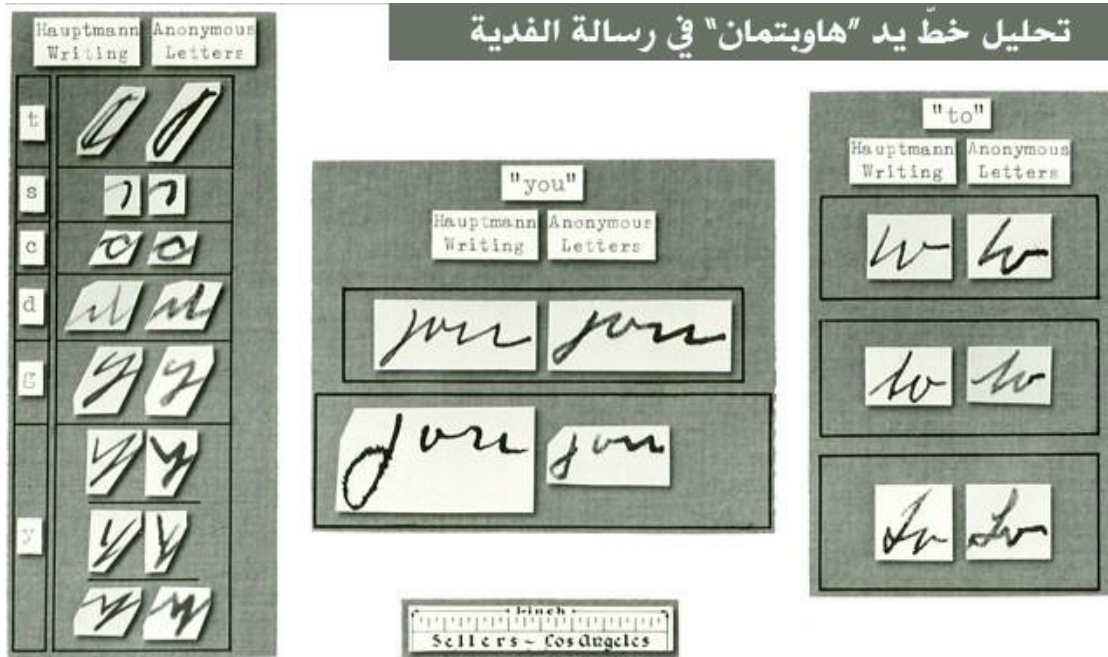 تحليل خطّ يد "هاوبتمان" في رسالة الفدية
Hauptmann Writing
Anonymous Letters
t
s
c
d
g
y
"you"
Hauptmann Writing
Anonymous Letters
you you
you you
"to"
Hauptmann Writing
Anonymous Letters
to to
to to
to to
1-inch
Sellers ~ Los Angeles